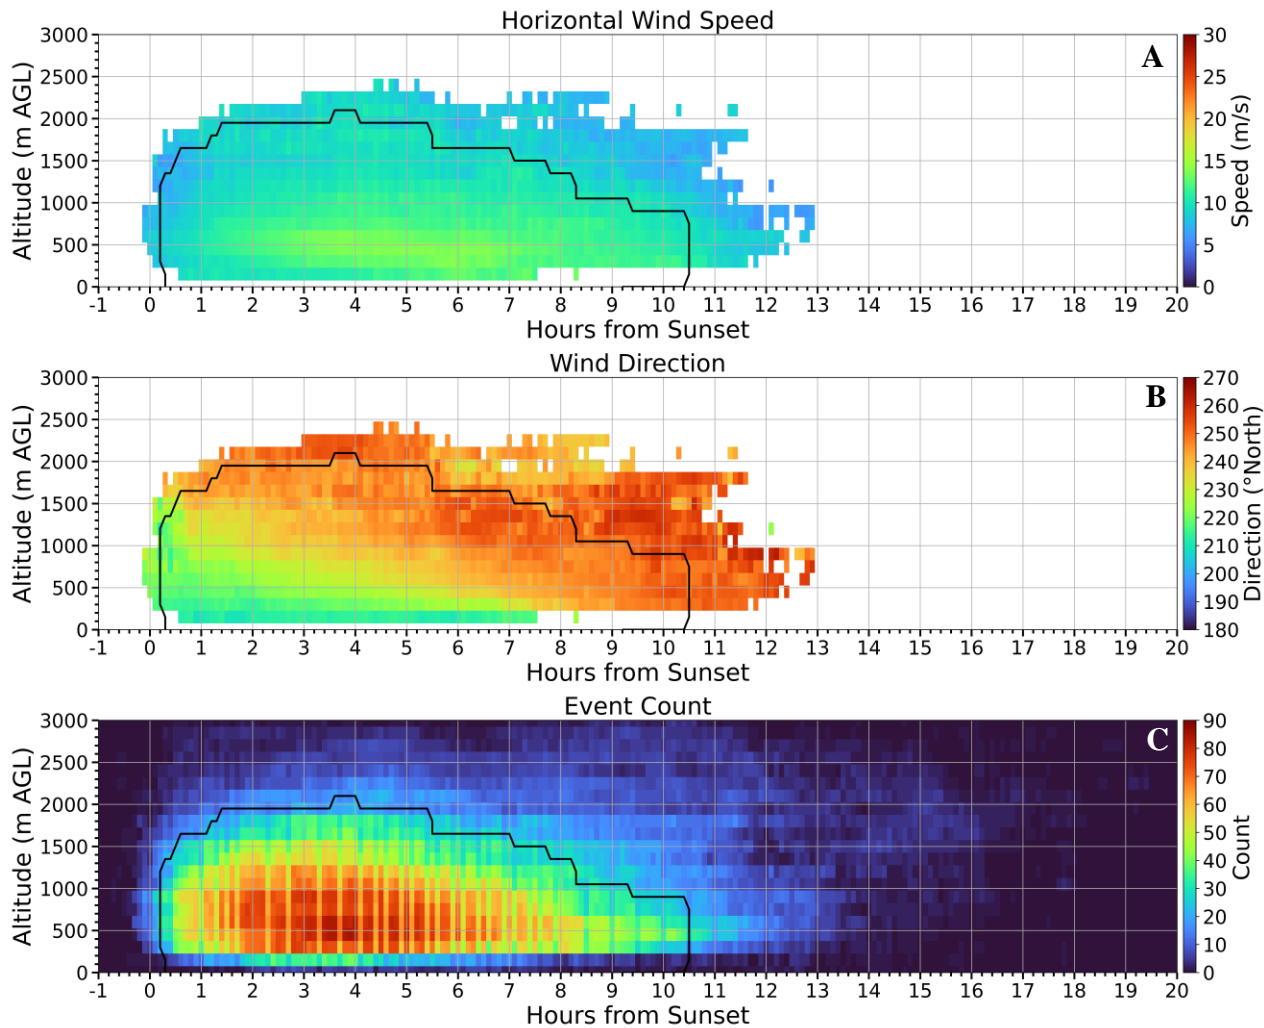 Horizontal Wind Speed
A
3000
2500
2000
1500
1000
500
0
Altitude (m AGL)
-1 0 1 2 3 4 5 6 7 8 9 10 11 12 13 14 15 16 17 18 19 20
Hours from Sunset
30
25
20
15
10
5
0
Speed (m/s)
Wind Direction
B
3000
2500
2000
1500
1000
500
0
Altitude (m AGL)
-1 0 1 2 3 4 5 6 7 8 9 10 11 12 13 14 15 16 17 18 19 20
Hours from Sunset
270
260
250
240
230
220
210
200
190
180
Direction (°North)
Event Count
C
3000
2500
2000
1500
1000
500
0
Altitude (m AGL)
-1 0 1 2 3 4 5 6 7 8 9 10 11 12 13 14 15 16 17 18 19 20
Hours from Sunset
90
80
70
60
50
40
30
20
10
0
Count